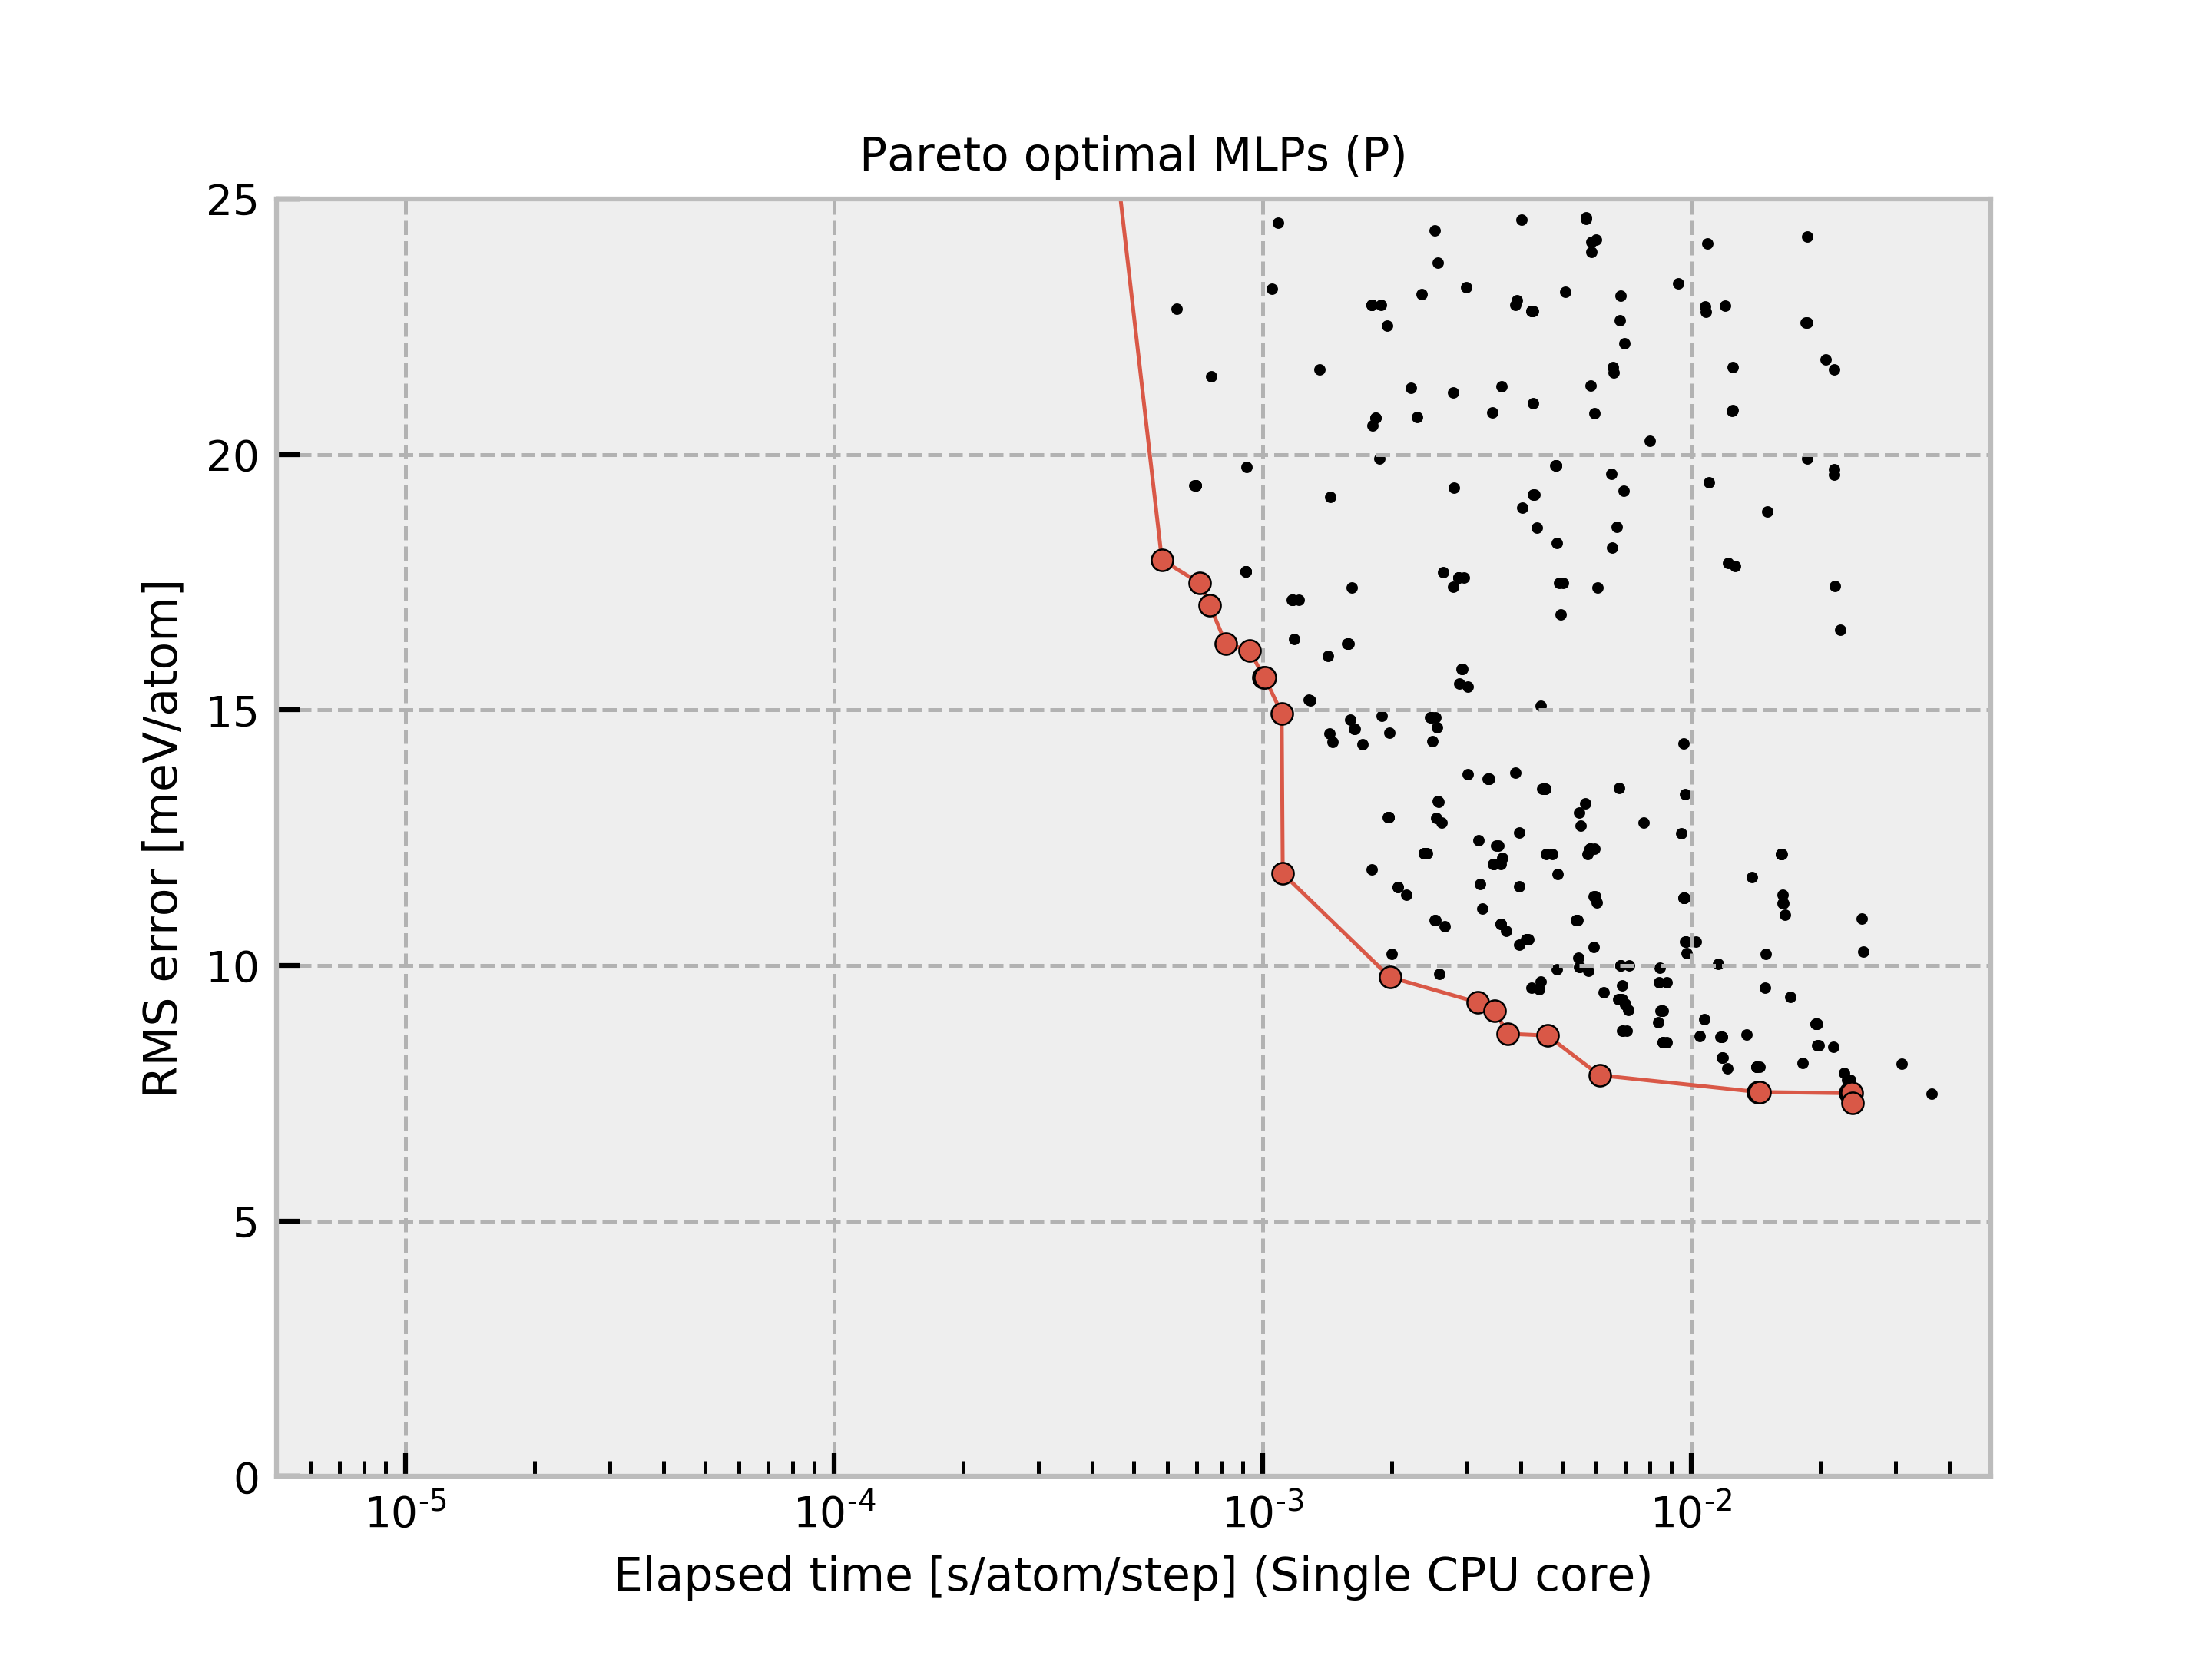 Pareto optimal MLPs (P)
25
20
15
10
5
0
RMS error [meV/atom]
10-5 10-4 10-3 10-2
Elapsed time [s/atom/step] (Single CPU core)